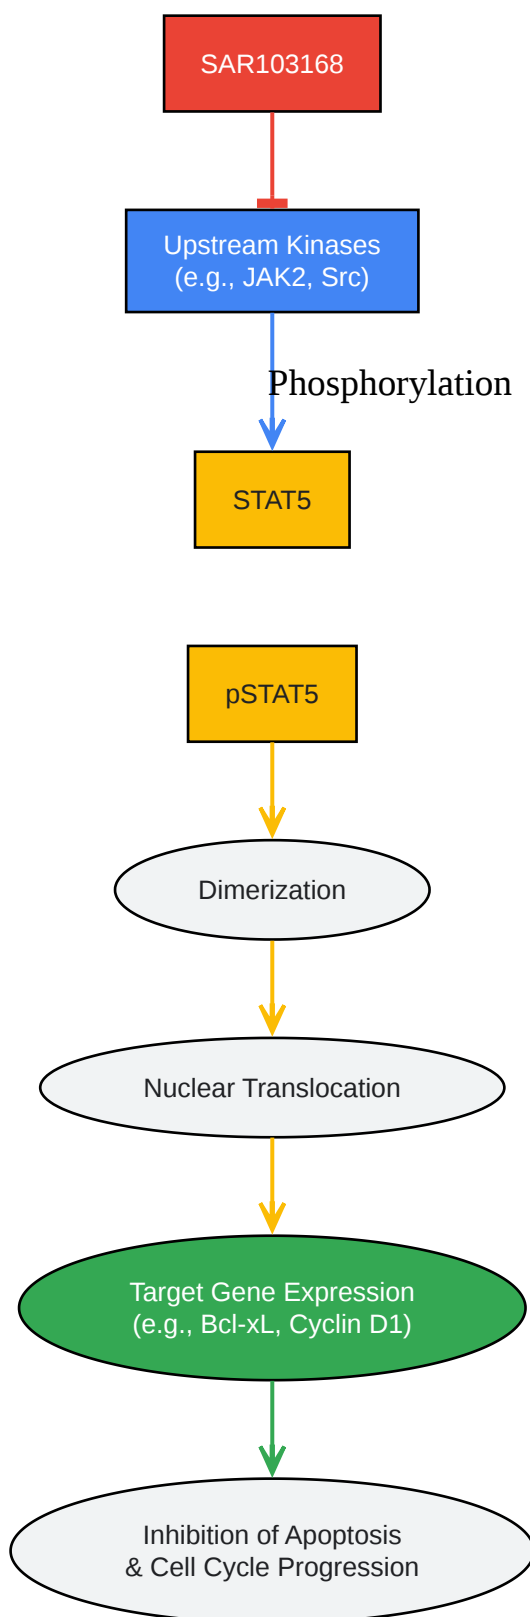 SAR103168
Upstream Kinases
(e.g., JAK2, Src)
Phosphorylation
STAT5
pSTAT5
Dimerization
Nuclear Translocation
Target Gene Expression
(e.g., Bcl-xL, Cyclin D1)
Inhibition of Apoptosis
& Cell Cycle Progression